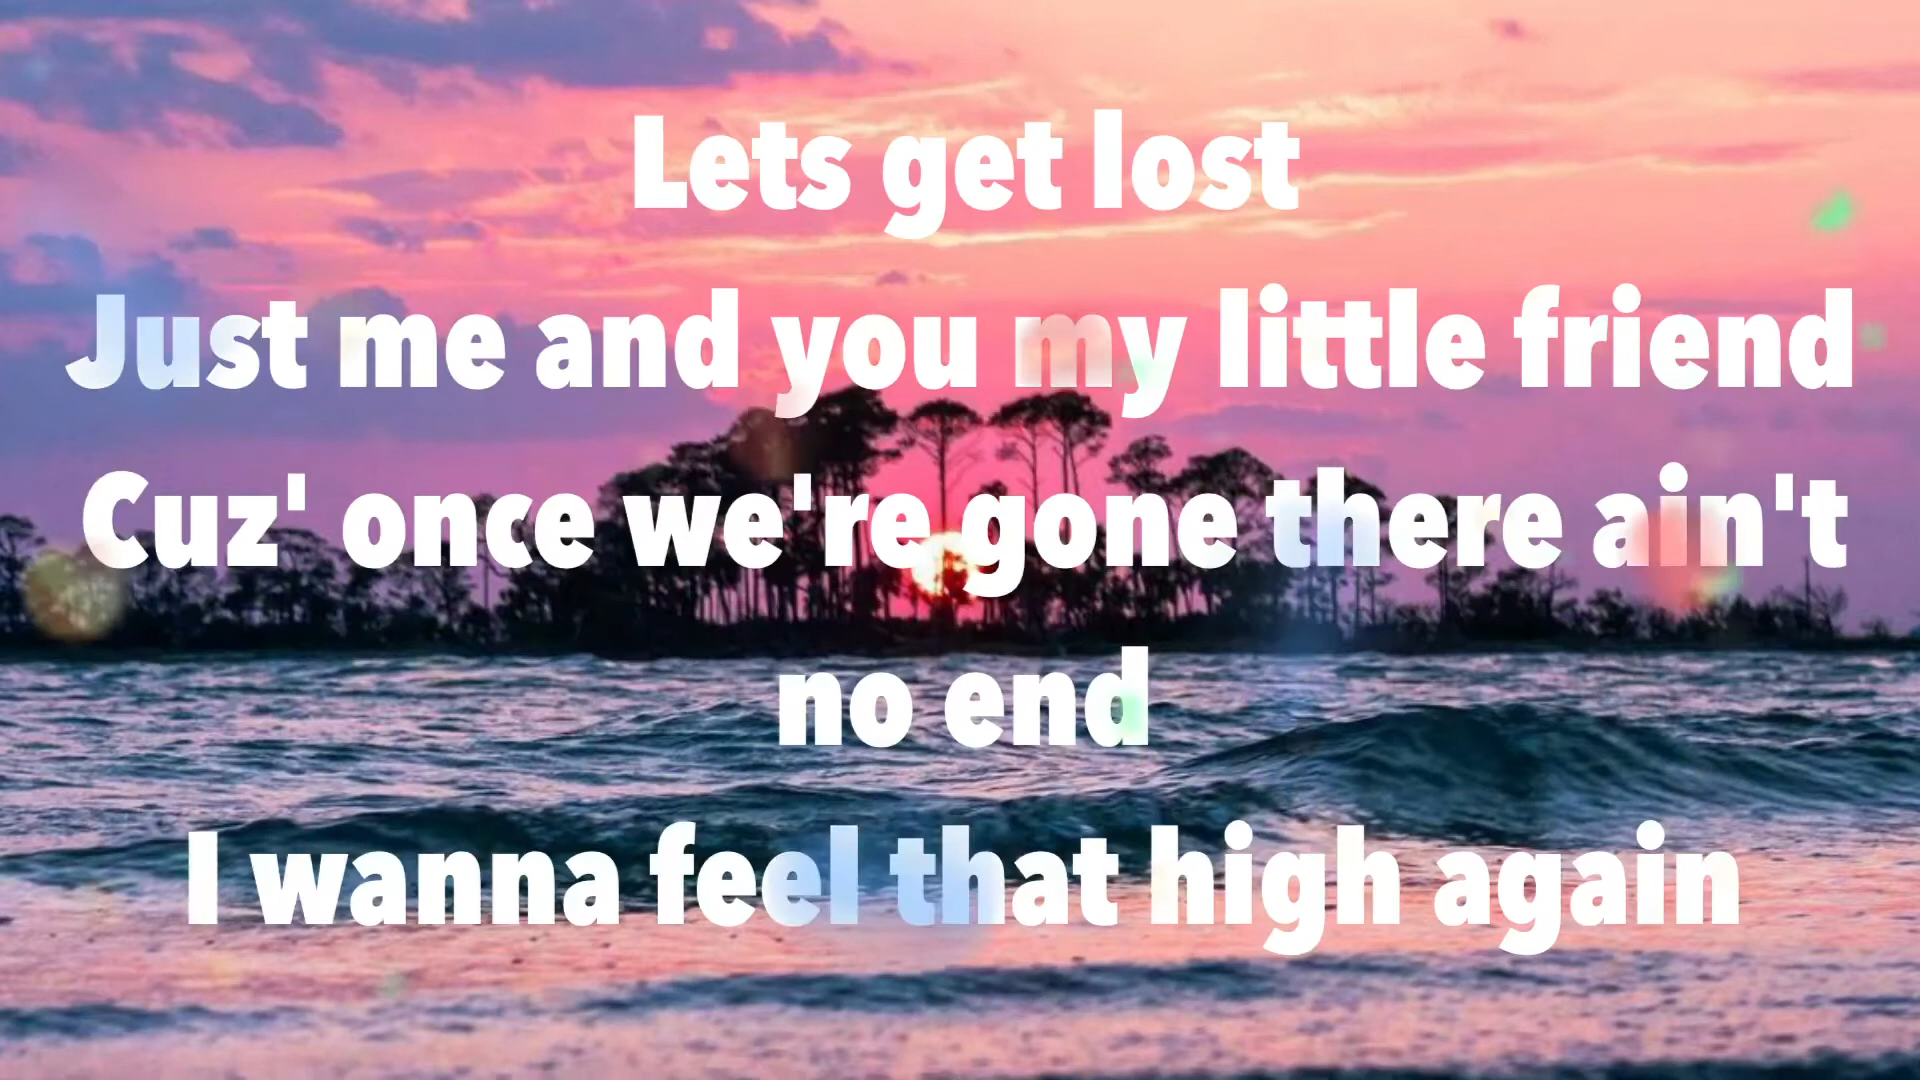 Lets get lost
Just me and you my little friend
Cuz' once we're gone there ain't
no end
I wanna feel that high again